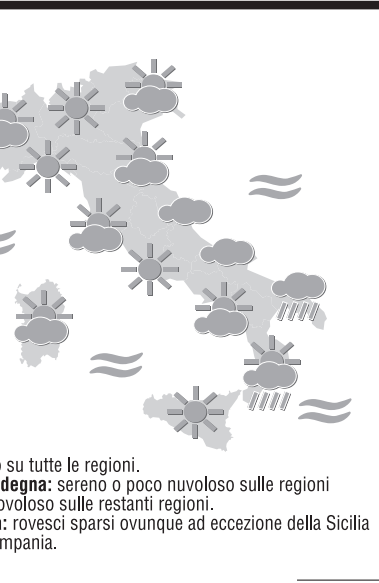 o su tutte le regioni.
degna: sereno o poco nuvoloso sulle regioni
ovoloso sulle restanti regioni.
: rovesci sparsi ovunque ad eccezione della Sicilia
mpania.